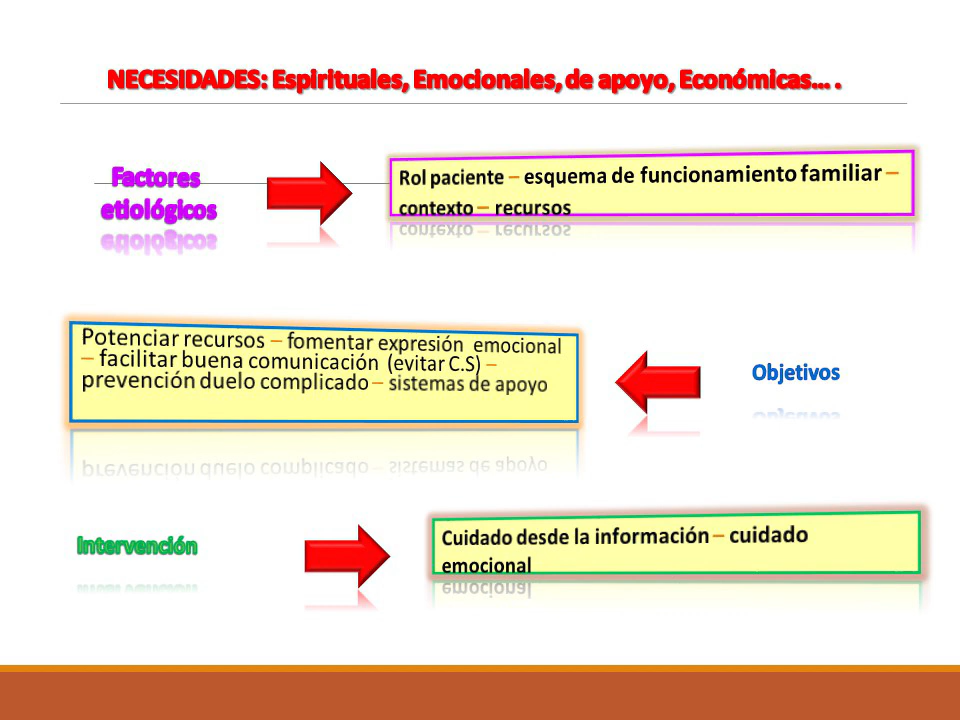 NECESIDADES: Espirituales, Emocionales, de apoyo, Económicas... .
Factores
etiológicos
Rol paciente – esquema de funcionamiento familiar –
contexto – recursos
Potenciar recursos – fomentar expresión emocional
– facilitar buena comunicación (evitar C.S) –
prevención duelo complicado – sistemas de apoyo
Objetivos
Intervención
Cuidado desde la información – cuidado
emocional